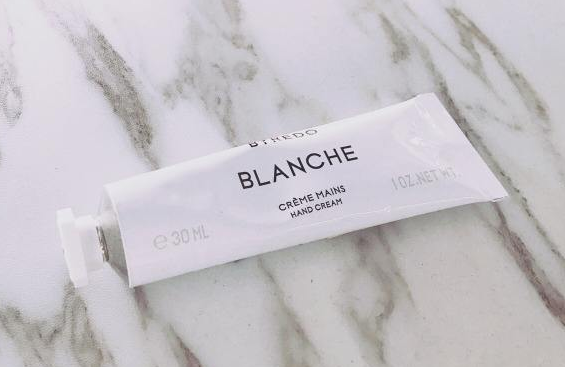 BYREDO
BLANCHE
CRÈME MAINS
HAND CREAM
℮ 30 ML
1 OZ.NET WT.